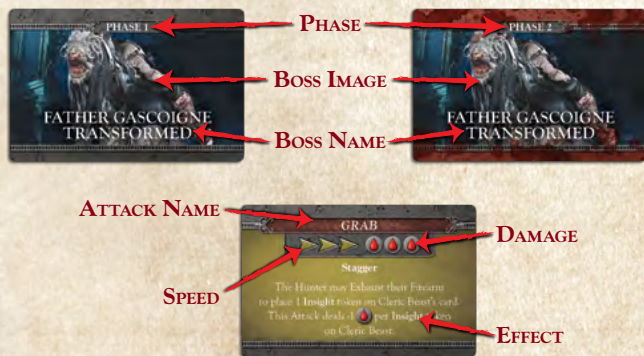 PHASE 1
PHASE
PHASE 2
BOSS IMAGE
FATHER GASCOIGNE
TRANSFORMED
FATHER GASCOIGNE
TRANSFORMED
BOSS NAME
ATTACK NAME
GRAB
DAMAGE
Stagger
SPEED
The Hunter may Exhaust their Firearm
to place 1 Insight token on Cleric Beast's card.
This Attack deals -1 per Insight token
on Cleric Beast.
EFFECT